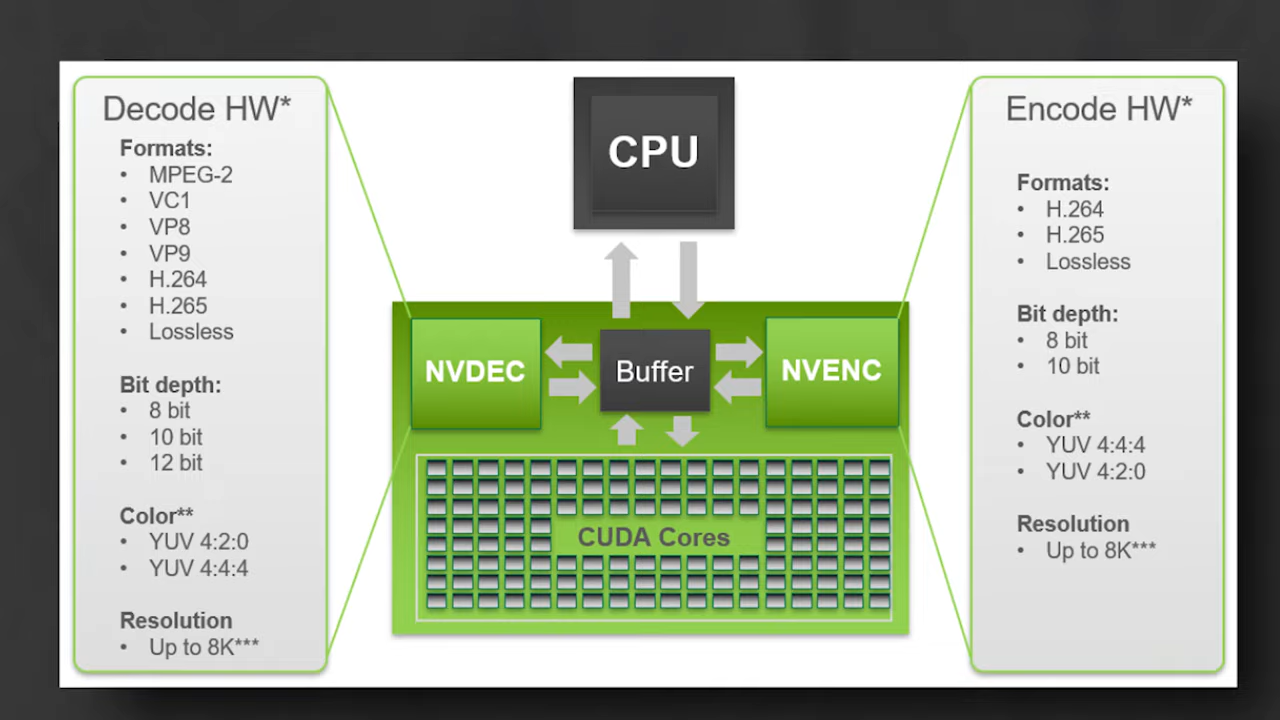 Decode HW*
Formats:
• MPEG-2
• VC1
• VP8
• VP9
• H.264
• H.265
• Lossless
Bit depth:
• 8 bit
• 10 bit
• 12 bit
Color**
• YUV 4:2:0
• YUV 4:4:4
Resolution
• Up to 8K***
CPU
NVDEC
Buffer
NVENC
CUDA Cores
Encode HW*
Formats:
• H.264
• H.265
• Lossless
Bit depth:
• 8 bit
• 10 bit
Color**
• YUV 4:4:4
• YUV 4:2:0
Resolution
• Up to 8K***